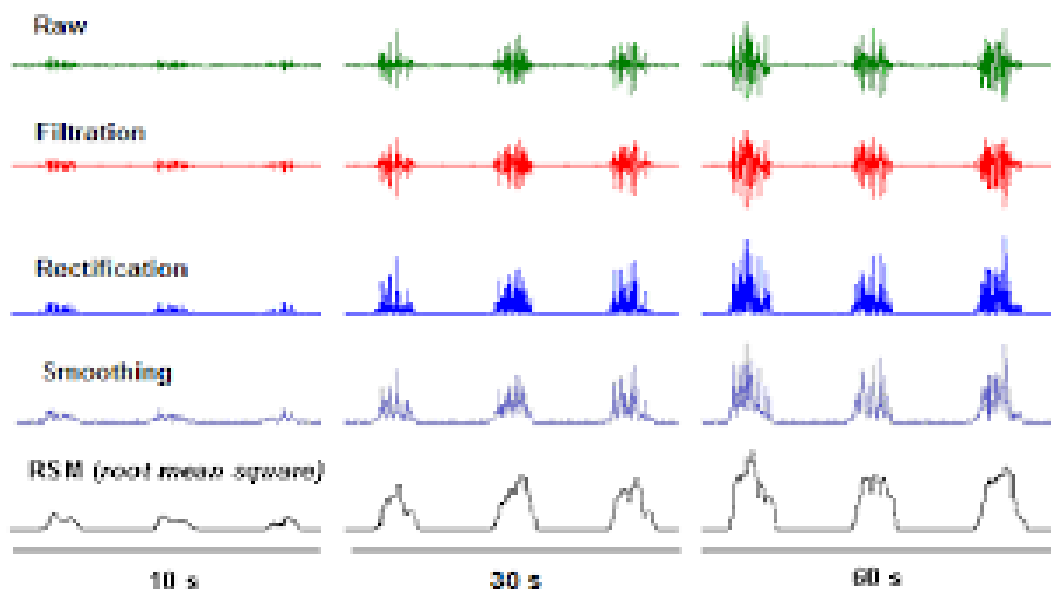 Raw
Filtration
Rectification
Smoothing
RSM (root mean square)
10 s
30 s
60 s